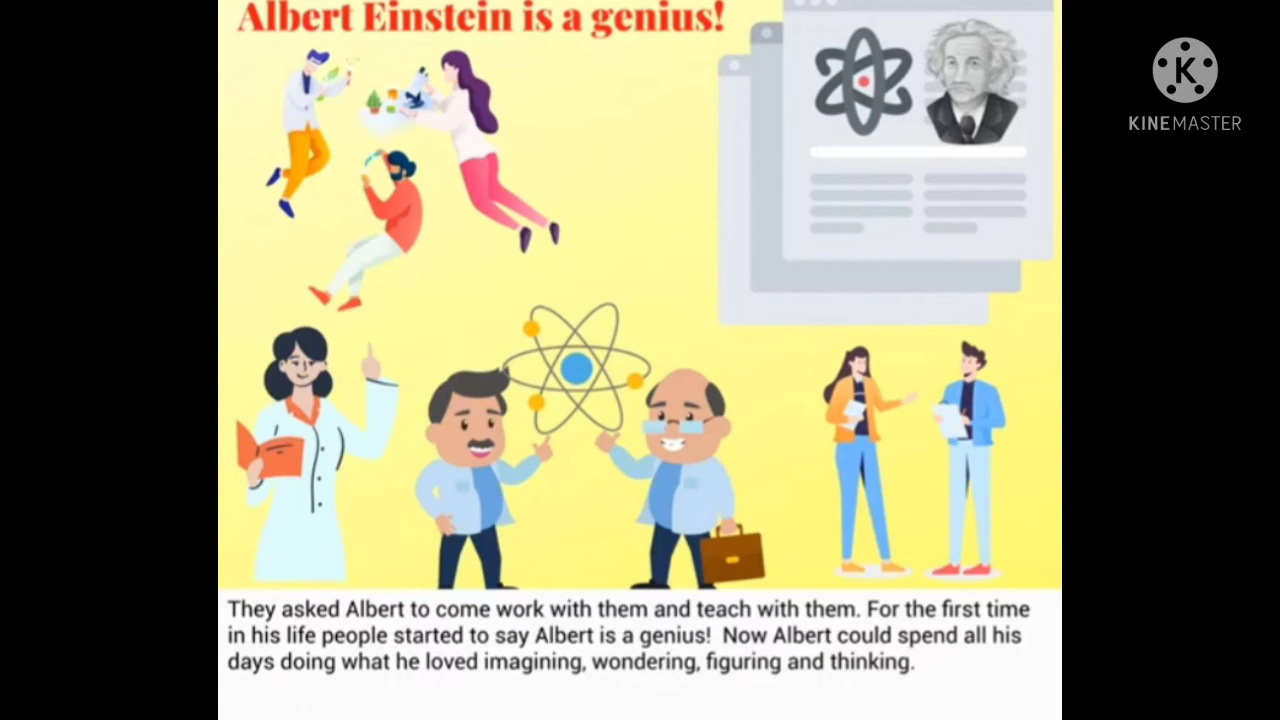 Albert Einstein is a genius!
K
KINEMASTER
They asked Albert to come work with them and teach with them. For the first time
in his life people started to say Albert is a genius!  Now Albert could spend all his
days doing what he loved imagining, wondering, figuring and thinking.